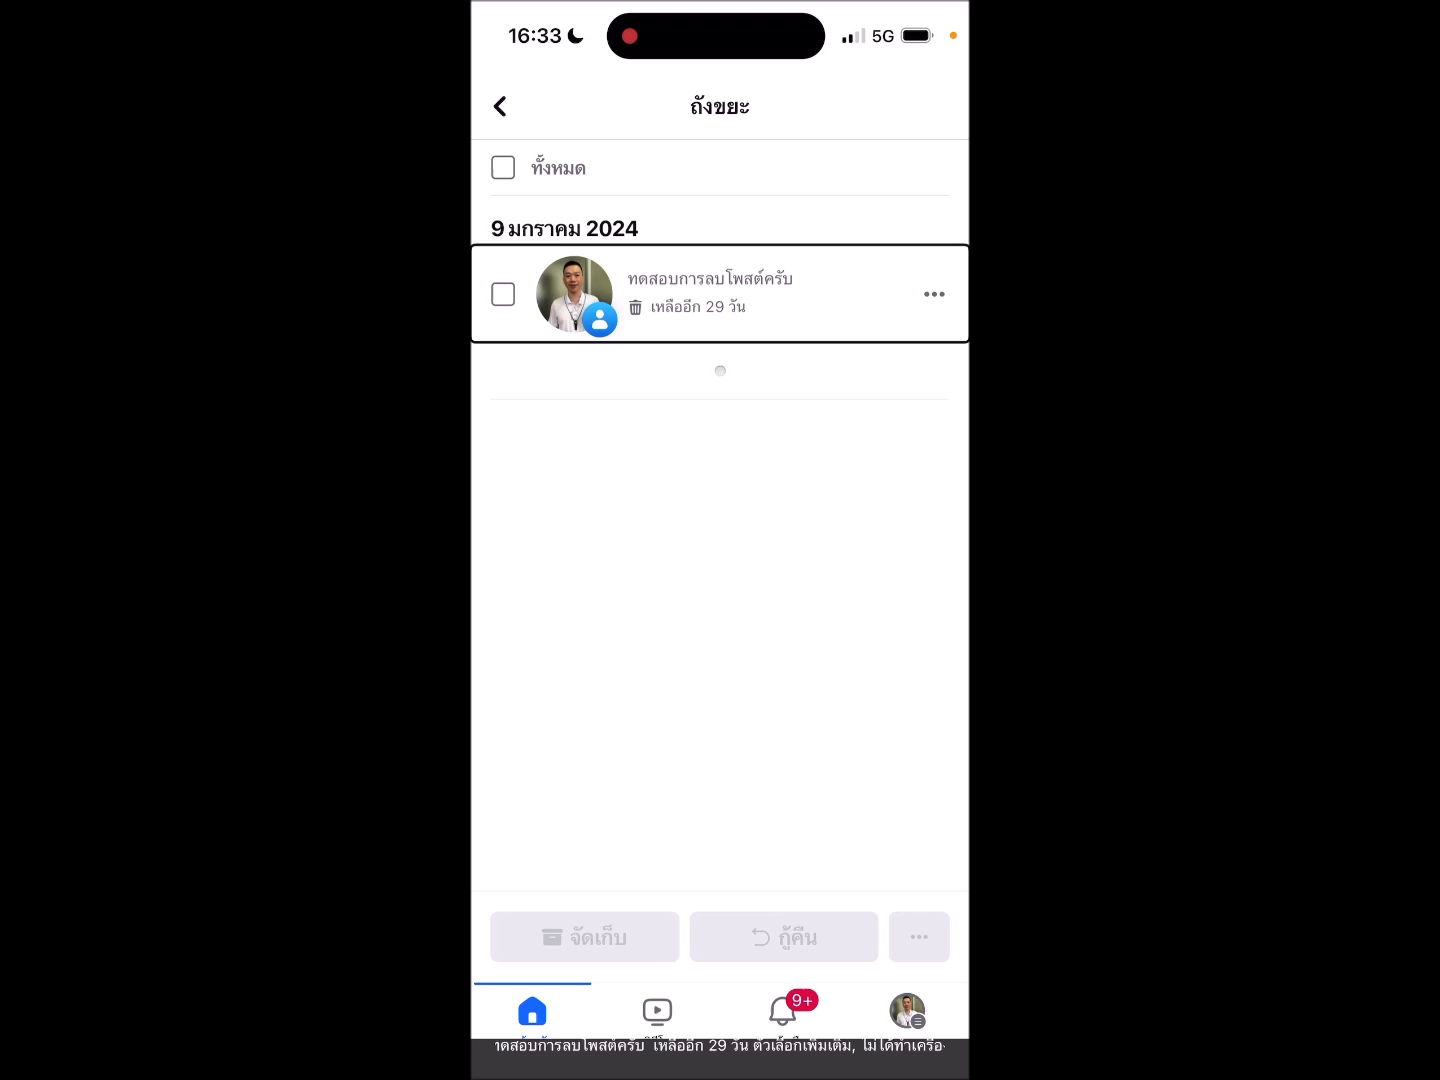 16:33
5G
ถังขยะ
ทั้งหมด
9 มกราคม 2024
ทดสอบการลบโพสต์ครับ
เหลืออีก 29 วัน
จัดเก็บ
กู้คืน
9+
ทดสอบการลบโพสต์ครับ เหลืออีก 29 วัน ตัวเลือกเพิ่มเติม, ไม่ได้ทำเครื่อ